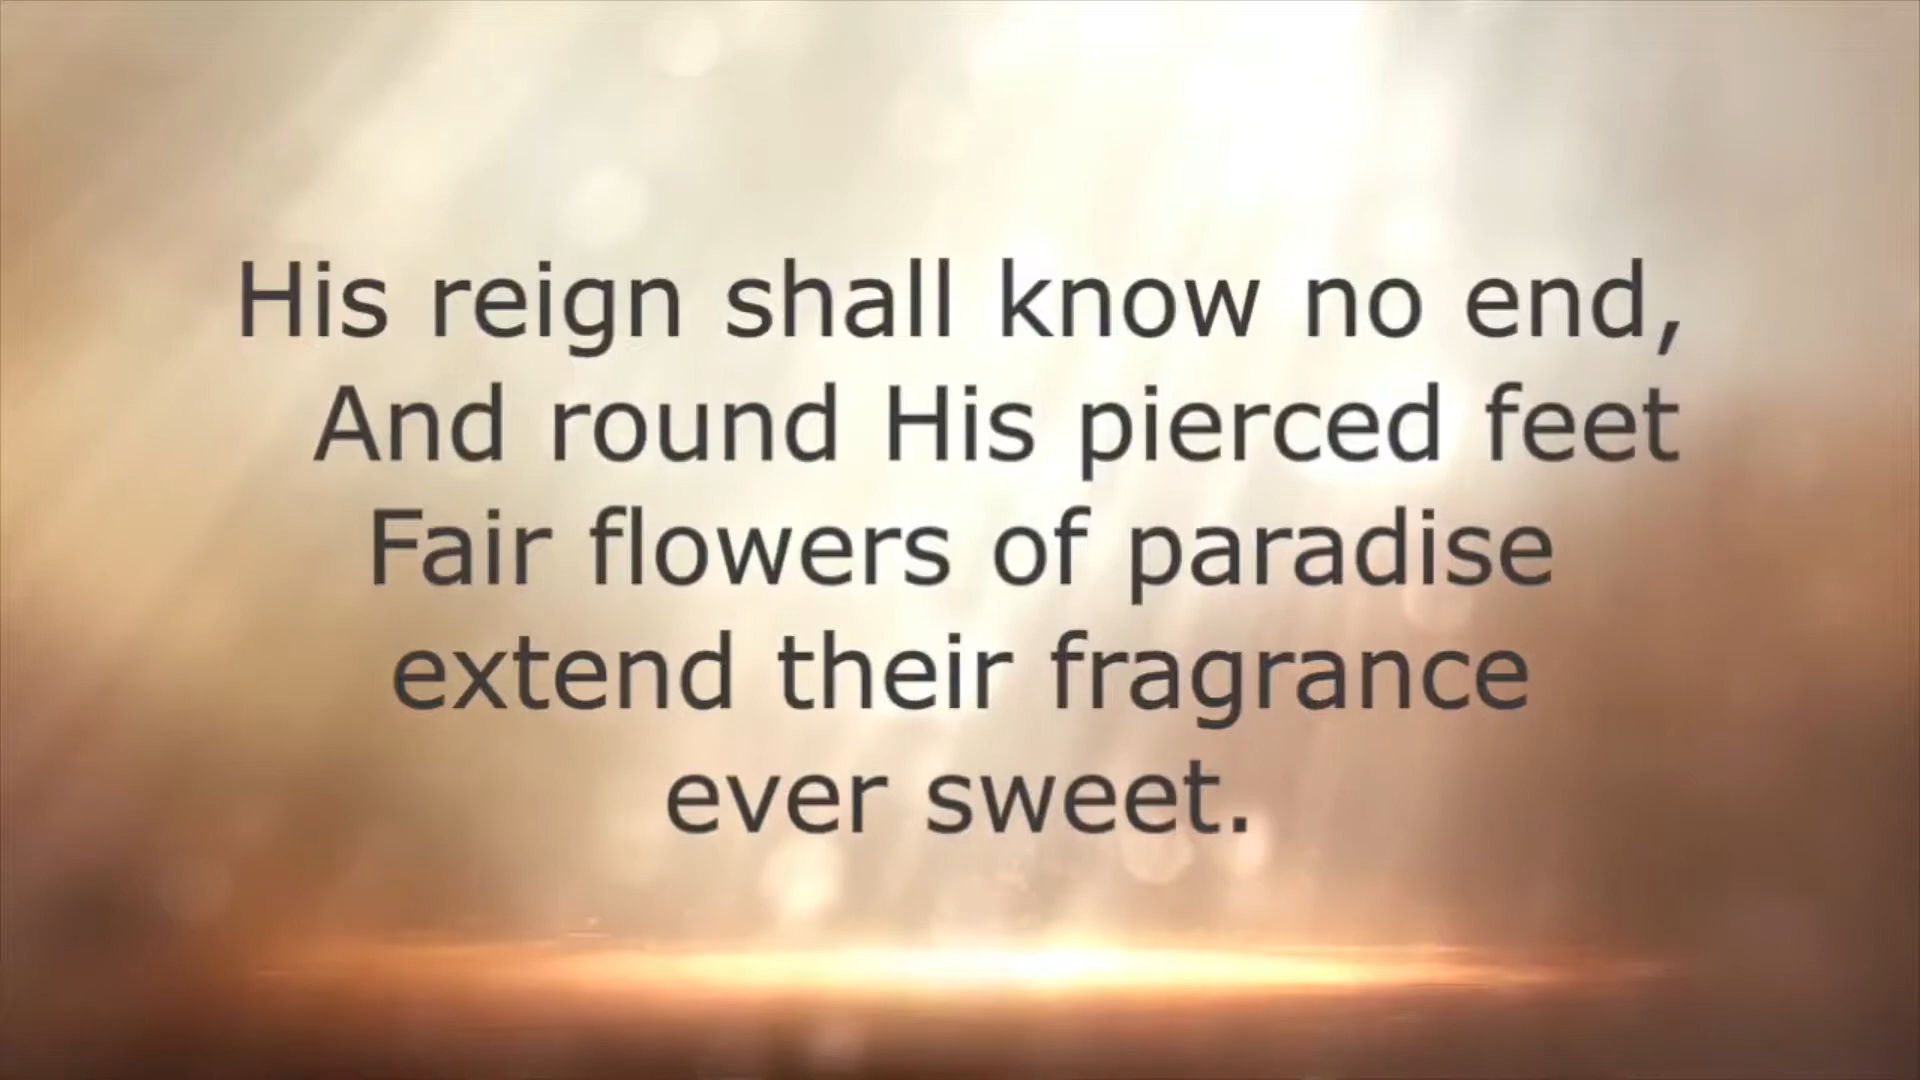 His reign shall know no end,
And round His pierced feet
Fair flowers of paradise
extend their fragrance
ever sweet.